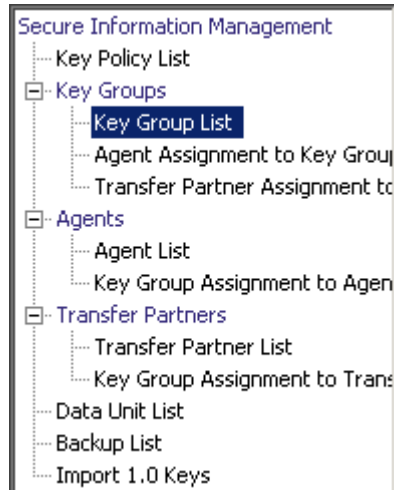 Secure Information Management
Key Policy List
Key Groups
Key Group List
Agent Assignment to Key Grou
Transfer Partner Assignment to
Agents
Agent List
Key Group Assignment to Agen
Transfer Partners
Transfer Partner List
Key Group Assignment to Trans
Data Unit List
Backup List
Import 1.0 Keys